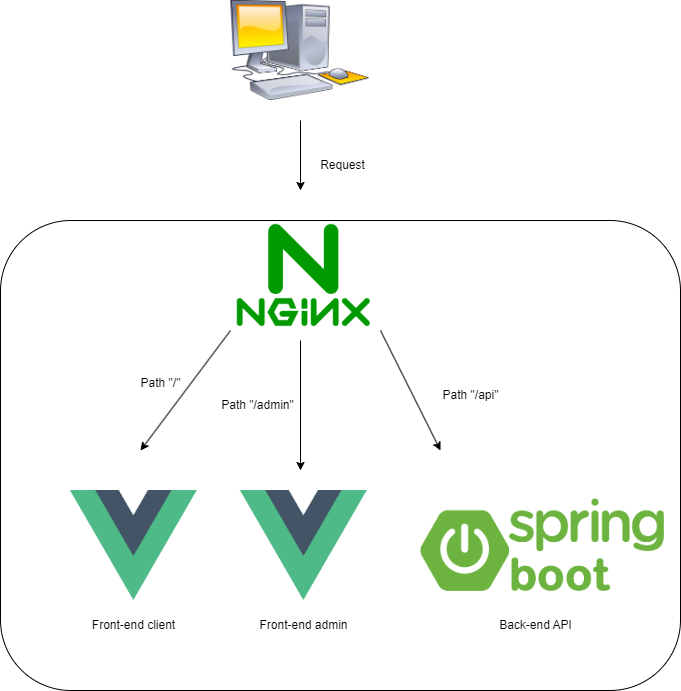 Request
N
NGiNX
Path "/"
Path "/admin"
Path "/api"
spring
boot
Front-end client
Front-end admin
Back-end API